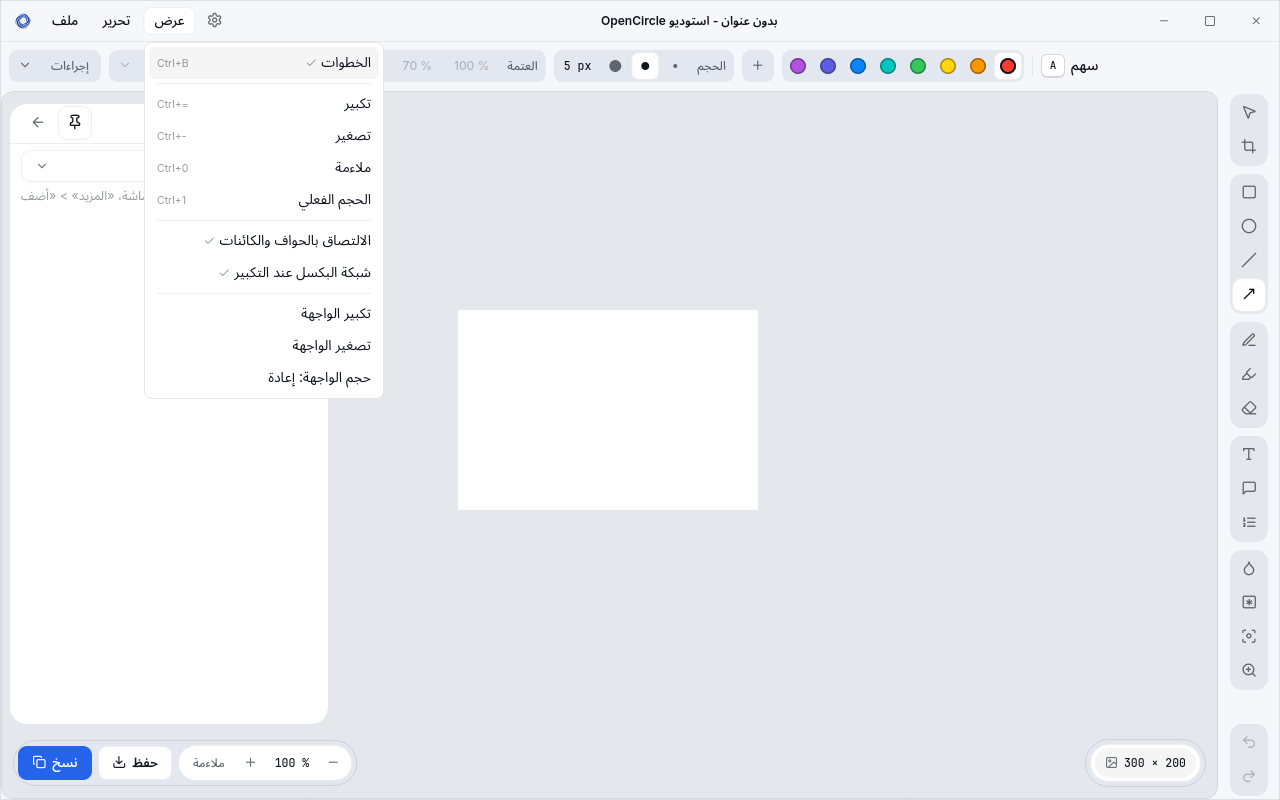 ملف
تحرير
عرض
بدون عنوان - استوديو OpenCircle
سهم
A
الحجم
5 px
العتمة
100 %
70 %
إجراءات
الخطوات
Ctrl+B
تكبير
Ctrl+=
تصغير
Ctrl+-
ملاءمة
Ctrl+0
الحجم الفعلي
Ctrl+1
الالتصاق بالحواف والكائنات
شبكة البكسل عند التكبير
تكبير الواجهة
تصغير الواجهة
حجم الواجهة: إعادة
«المزيد» > «أضف
نسخ
حفظ
ملاءمة
100 %
300 × 200